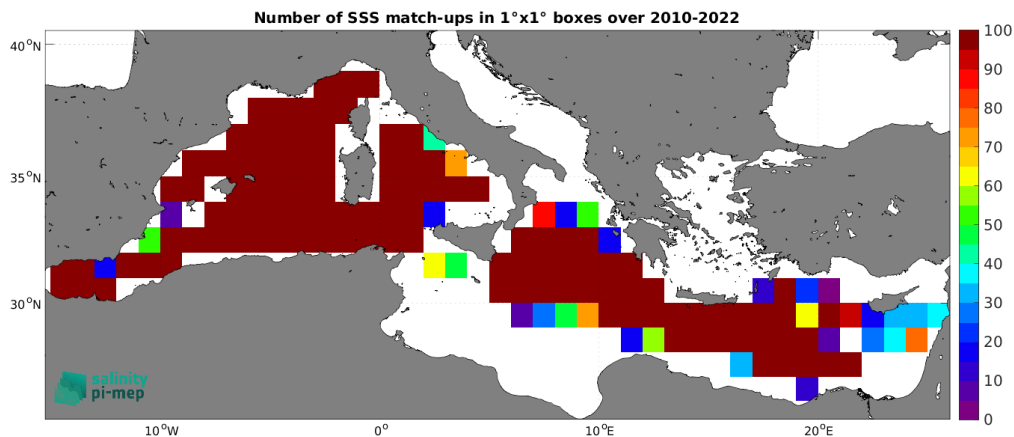 Number of SSS match-ups in 1°x1° boxes over 2010-2022
40°N
35°N
30°N
10°W
0°
10°E
20°E
100
90
80
70
60
50
40
30
20
10
0
salinity
pi-mep